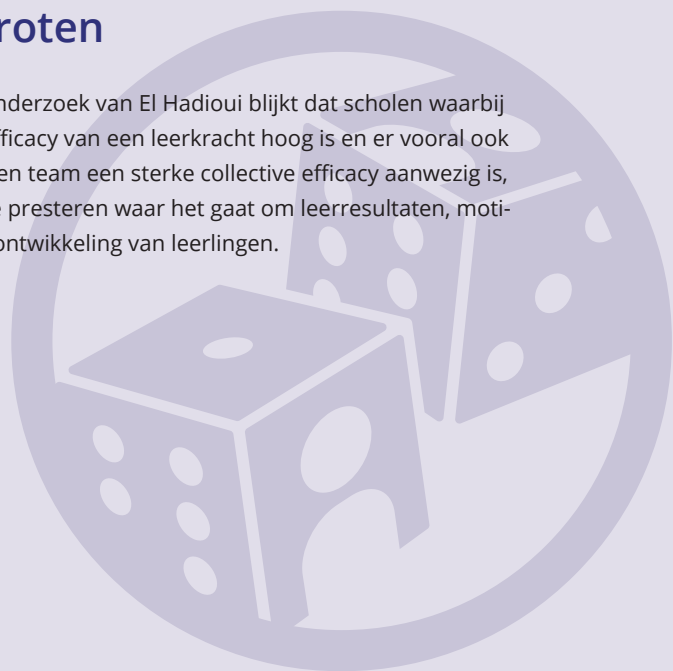 roten
nderzoek van El Hadioui blijkt dat scholen waarbij
fficacy van een leerkracht hoog is en er vooral ook
en team een sterke collective efficacy aanwezig is,
e presteren waar het gaat om leerresultaten, moti-
ontwikkeling van leerlingen.